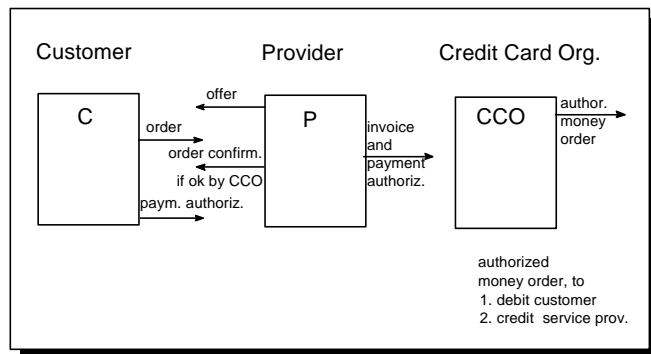 Customer
Provider
Credit Card Org.
C
P
CCO
offer
order
order confirm.
if ok by CCO
paym. authoriz.
invoice
and
payment
authoriz.
author.
money
order
authorized
money order, to
1. debit customer
2. credit service prov.